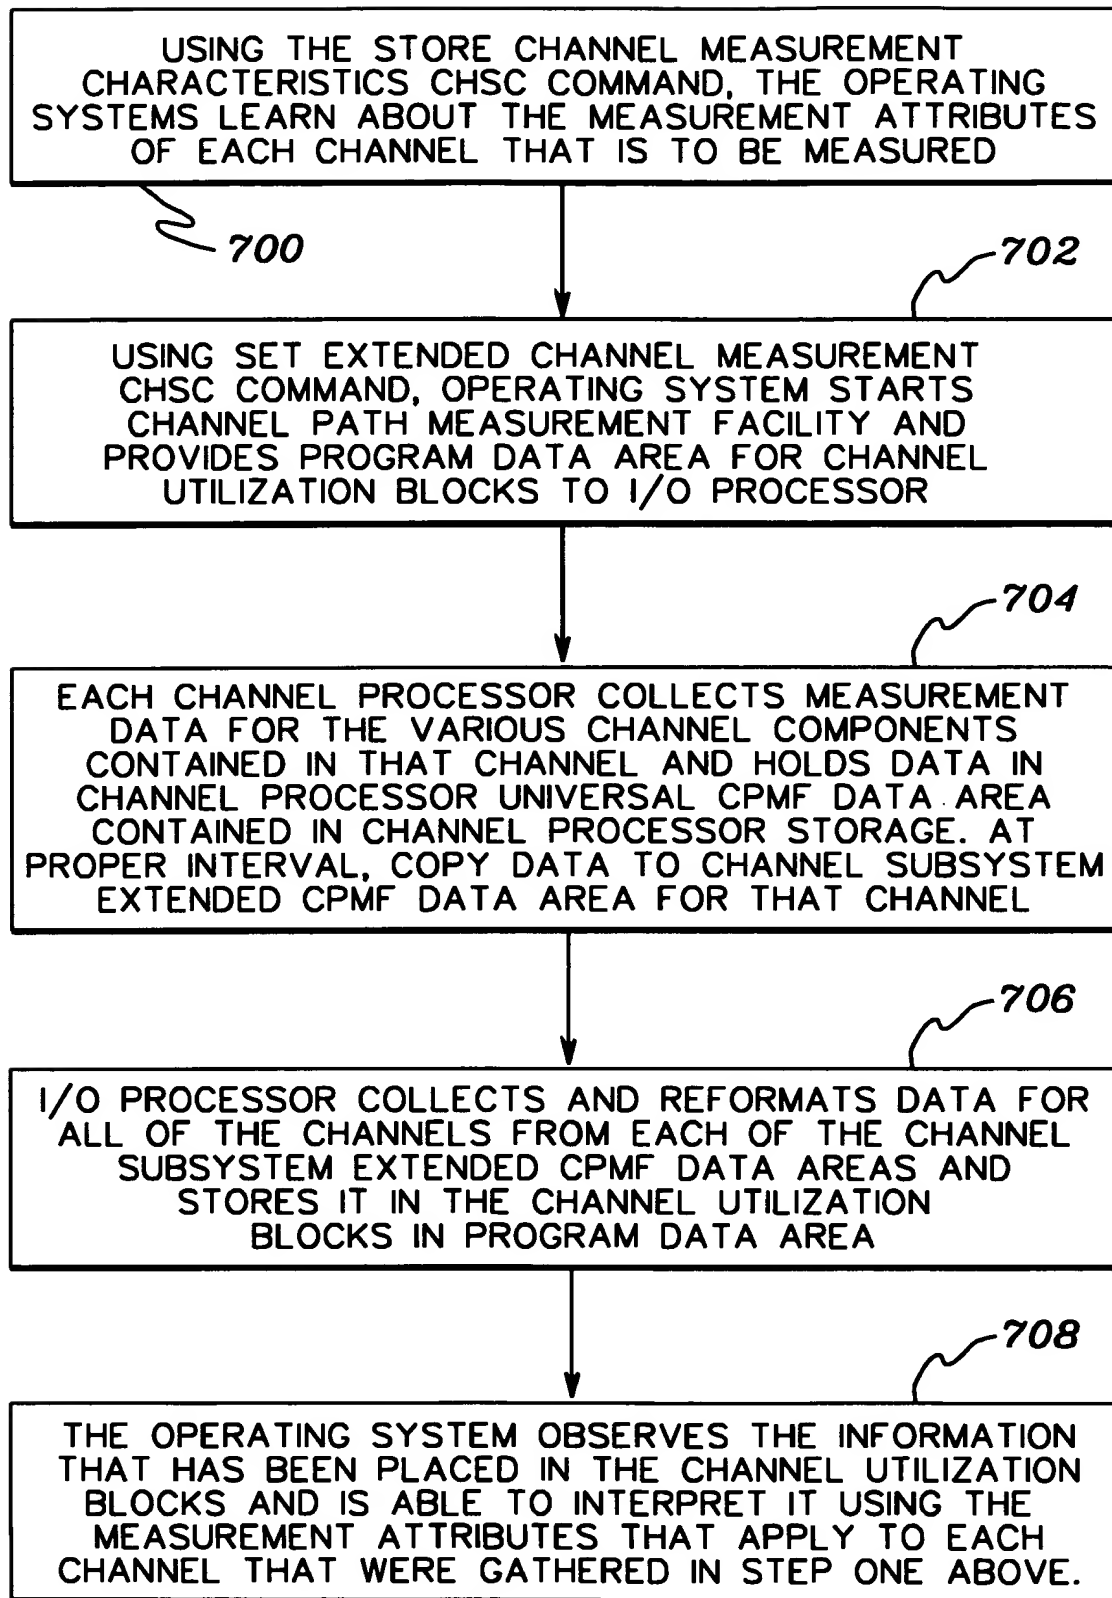 USING THE STORE CHANNEL MEASUREMENT
CHARACTERISTICS CHSC COMMAND, THE OPERATING
SYSTEMS LEARN ABOUT THE MEASUREMENT ATTRIBUTES
OF EACH CHANNEL THAT IS TO BE MEASURED
700
702
USING SET EXTENDED CHANNEL MEASUREMENT
CHSC COMMAND, OPERATING SYSTEM STARTS
CHANNEL PATH MEASUREMENT FACILITY AND
PROVIDES PROGRAM DATA AREA FOR CHANNEL
UTILIZATION BLOCKS TO I/O PROCESSOR
704
EACH CHANNEL PROCESSOR COLLECTS MEASUREMENT
DATA FOR THE VARIOUS CHANNEL COMPONENTS
CONTAINED IN THAT CHANNEL AND HOLDS DATA IN
CHANNEL PROCESSOR UNIVERSAL CPMF DATA AREA
CONTAINED IN CHANNEL PROCESSOR STORAGE. AT
PROPER INTERVAL, COPY DATA TO CHANNEL SUBSYSTEM
EXTENDED CPMF DATA AREA FOR THAT CHANNEL
706
I/O PROCESSOR COLLECTS AND REFORMATS DATA FOR
ALL OF THE CHANNELS FROM EACH OF THE CHANNEL
SUBSYSTEM EXTENDED CPMF DATA AREAS AND
STORES IT IN THE CHANNEL UTILIZATION
BLOCKS IN PROGRAM DATA AREA
708
THE OPERATING SYSTEM OBSERVES THE INFORMATION
THAT HAS BEEN PLACED IN THE CHANNEL UTILIZATION
BLOCKS AND IS ABLE TO INTERPRET IT USING THE
MEASUREMENT ATTRIBUTES THAT APPLY TO EACH
CHANNEL THAT WERE GATHERED IN STEP ONE ABOVE.